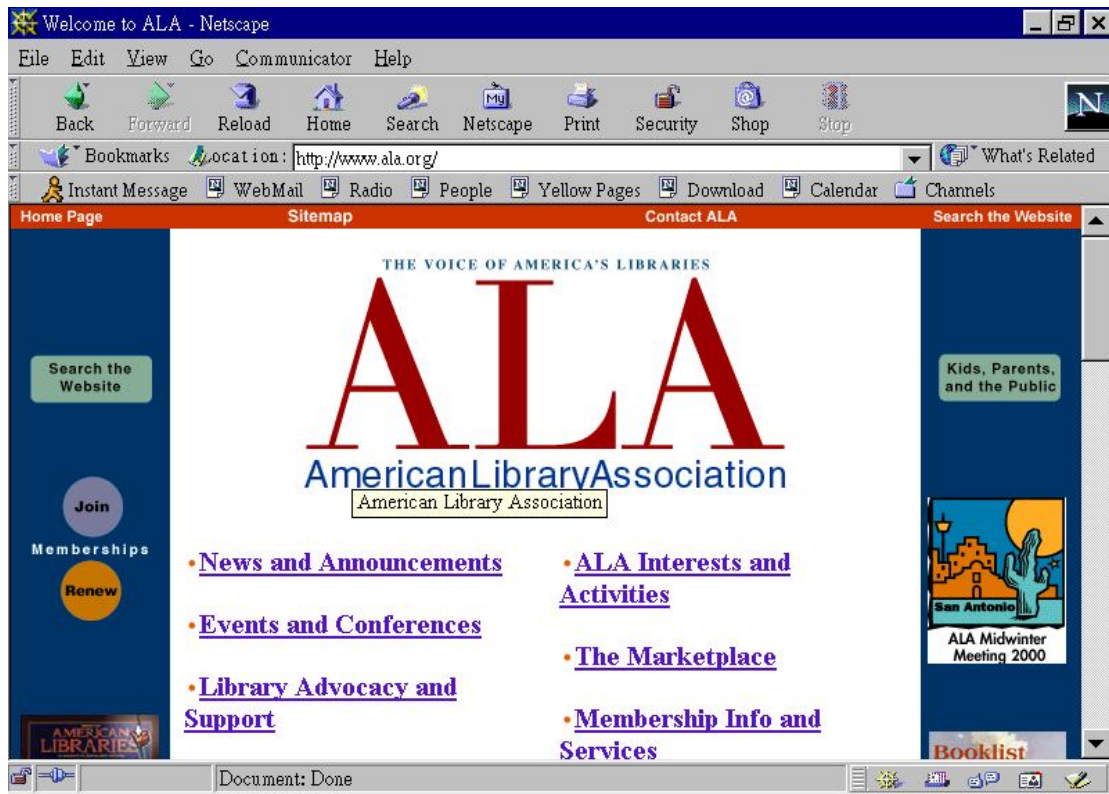 Welcome to ALA - Netscape
File Edit View Go Communicator Help
Back Forward Reload Home Search Netscape Print Security Shop Stop
My
N
Bookmarks Location: http://www.ala.org/ What's Related
Instant Message WebMail Radio People Yellow Pages Download Calendar Channels
Home Page Sitemap Contact ALA Search the Website
THE VOICE OF AMERICA'S LIBRARIES
ALA
American Library Association
American Library Association
Search the
Website
Join
Memberships
Renew
AMERICAN
LIBRARIES
•News and Announcements
•Events and Conferences
•Library Advocacy and
Support
•ALA Interests and
Activities
•The Marketplace
•Membership Info and
Services
Kids, Parents,
and the Public
San Antonio
ALA Midwinter
Meeting 2000
Booklist
Document: Done